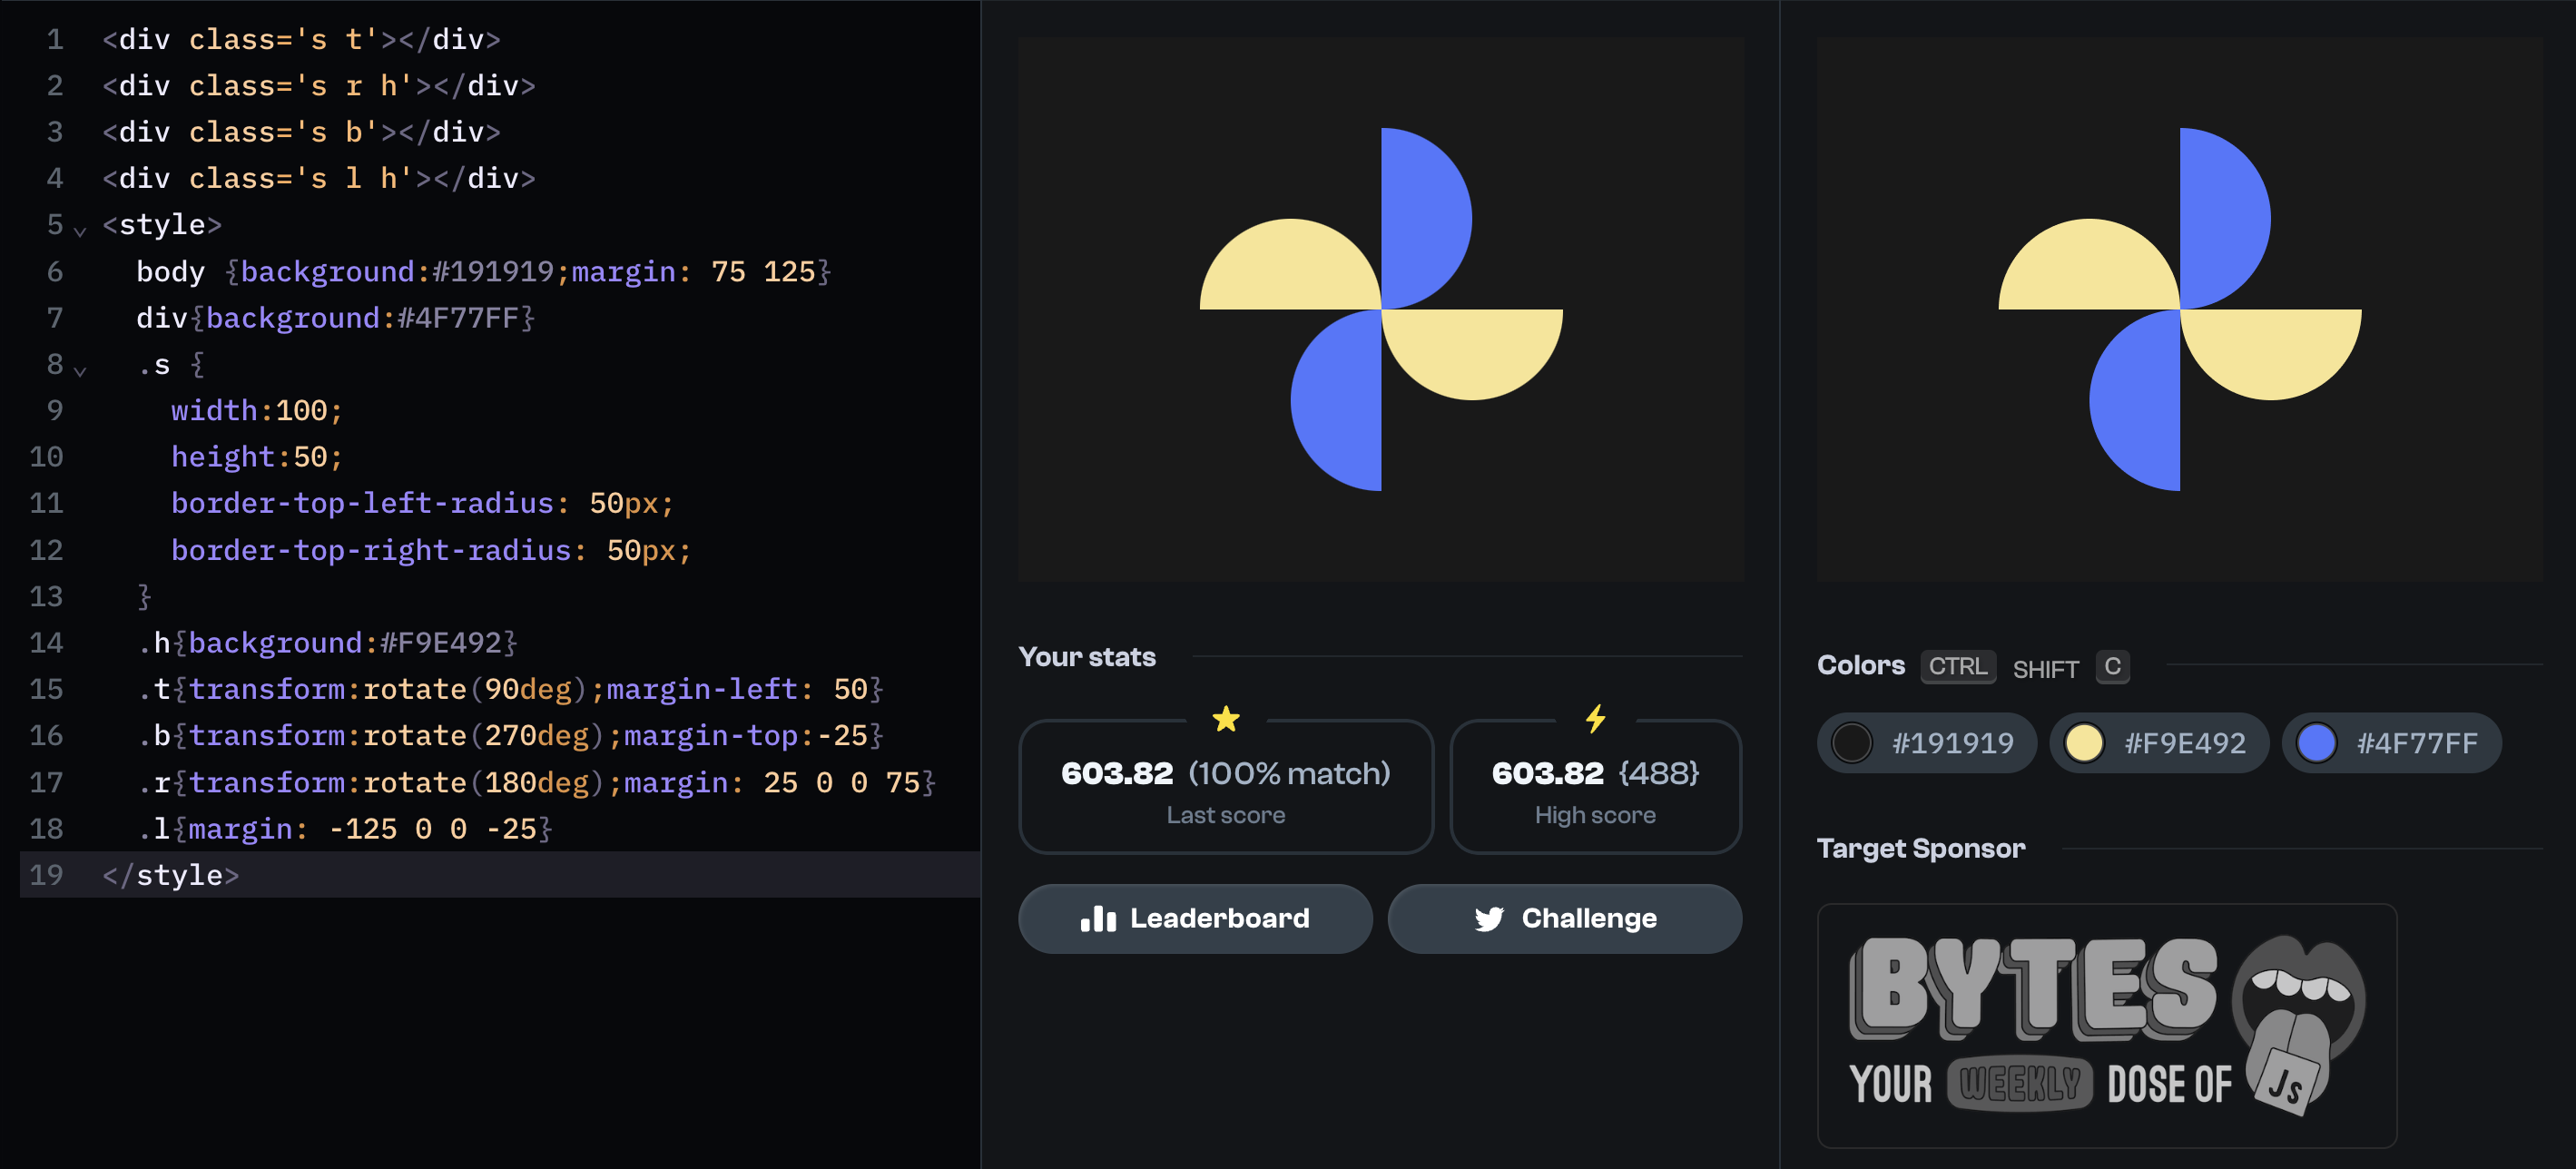 1 <div class='s t'></div>
2 <div class='s r h'></div>
3 <div class='s b'></div>
4 <div class='s l h'></div>
5 <style>
6 body {background:#191919;margin: 75 125}
7 div{background:#4F77FF}
8 .s {
9 width:100;
10 height:50;
11 border-top-left-radius: 50px;
12 border-top-right-radius: 50px;
13 }
14 .h{background:#F9E492}
15 .t{transform:rotate(90deg);margin-left: 50}
16 .b{transform:rotate(270deg);margin-top:-25}
17 .r{transform:rotate(180deg);margin: 25 0 0 75}
18 .l{margin: -125 0 0 -25}
19 </style>
Your stats
603.82 (100% match)
Last score
603.82 {488}
High score
Leaderboard
Challenge
Colors CTRL SHIFT C
#191919 #F9E492 #4F77FF
Target Sponsor
BYTES
YOUR WEEKLY DOSE OF JS